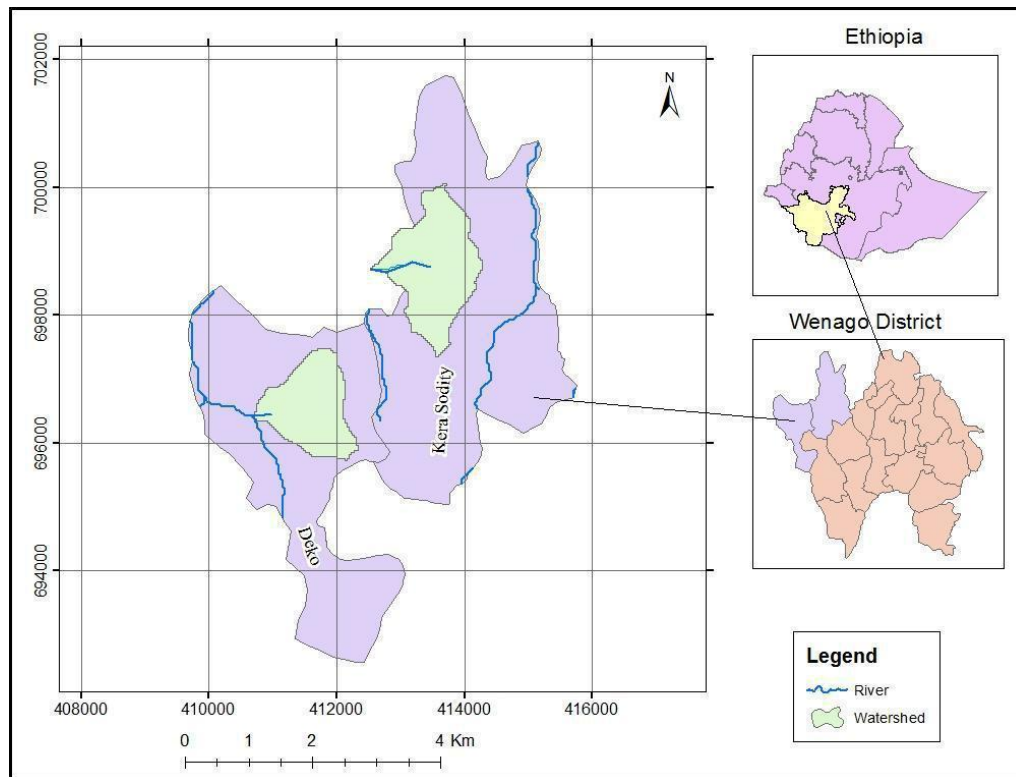 Ethiopia
N
702000
700000
698000
696000
694000
Kera Sodity
Deko
Wenago District
408000
410000
412000
414000
416000
0 1 2 4 Km
Legend
River
Watershed